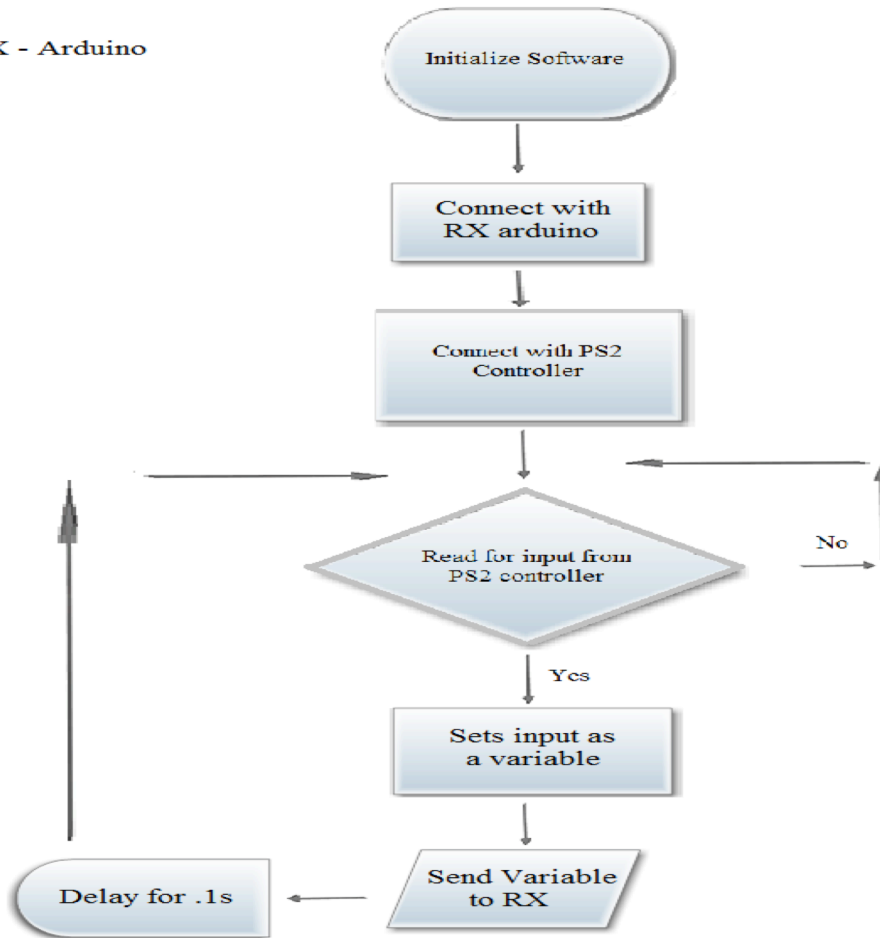 X - Arduino
Initialize Software
Connect with
RX arduino
Connect with PS2
Controller
Read for input from
PS2 controller
No
Yes
Sets input as
a variable
Send Variable
to RX
Delay for .1s